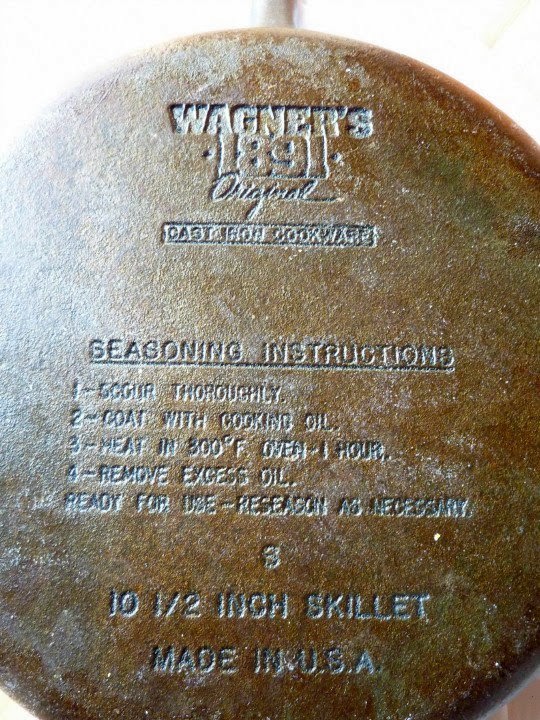 WAGNER'S
· 1891 ·
Original
CAST IRON COOKWARE
SEASONING INSTRUCTIONS
1-SCOUR THOROUGHLY.
2-COAT WITH COOKING OIL.
3-HEAT IN 300°F OVEN-1 HOUR.
4-REMOVE EXCESS OIL.
READY FOR USE-RESEASON AS NECESSARY.
S
10 1/2 INCH SKILLET
MADE IN U.S.A.